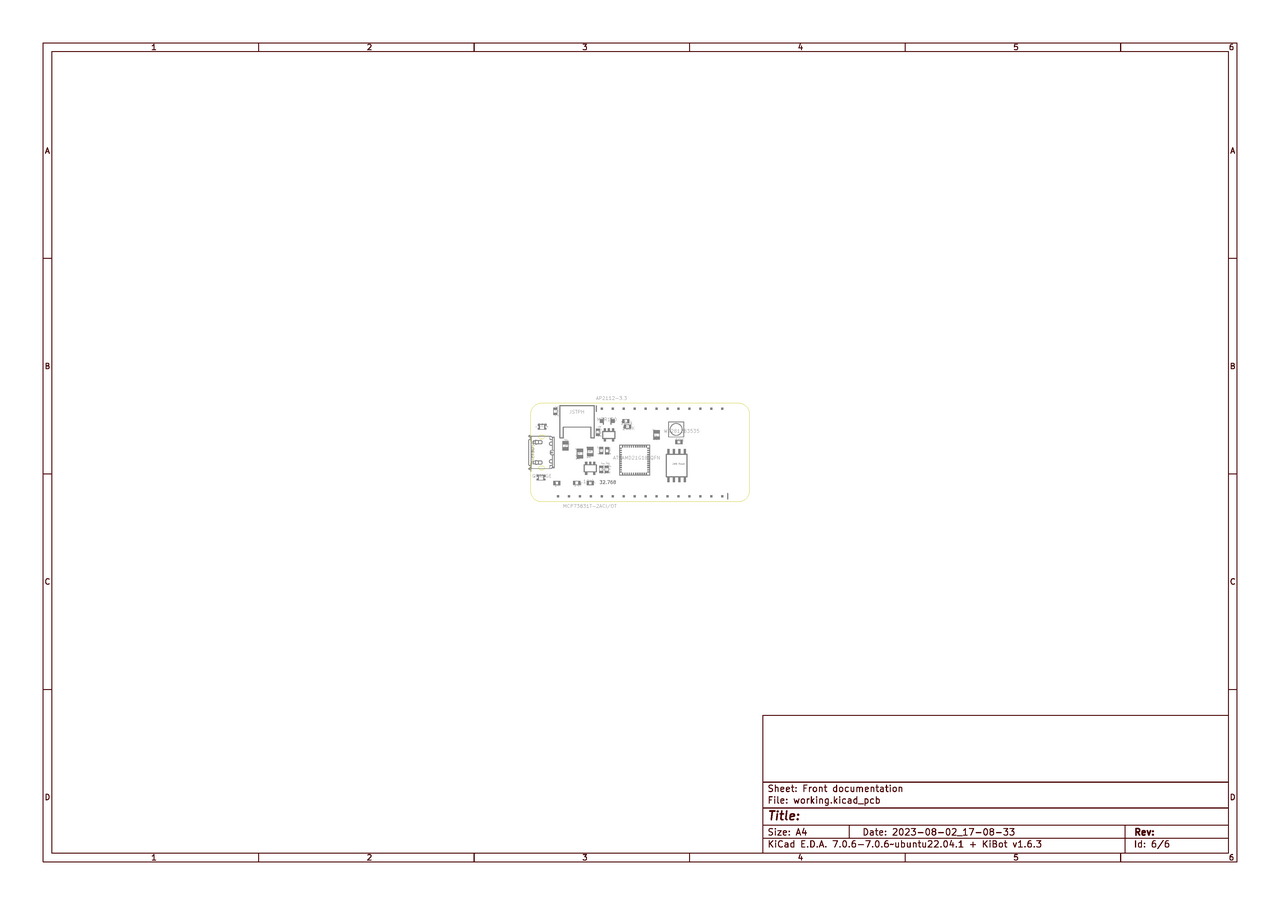 1 2 3 4 5 6
A A
B B
AP2112-3.3
JSTPH
32.768
MCP73831T-2ACI/OT
C C
D D
Sheet: Front documentation
File: working.kicad_pcb
Title:
Size: A4 Date: 2023-08-02_17-08-33 Rev:
KiCad E.D.A. 7.0.6-7.0.6~ubuntu22.04.1 + KiBot v1.6.3 Id: 6/6
1 2 3 4 5 6